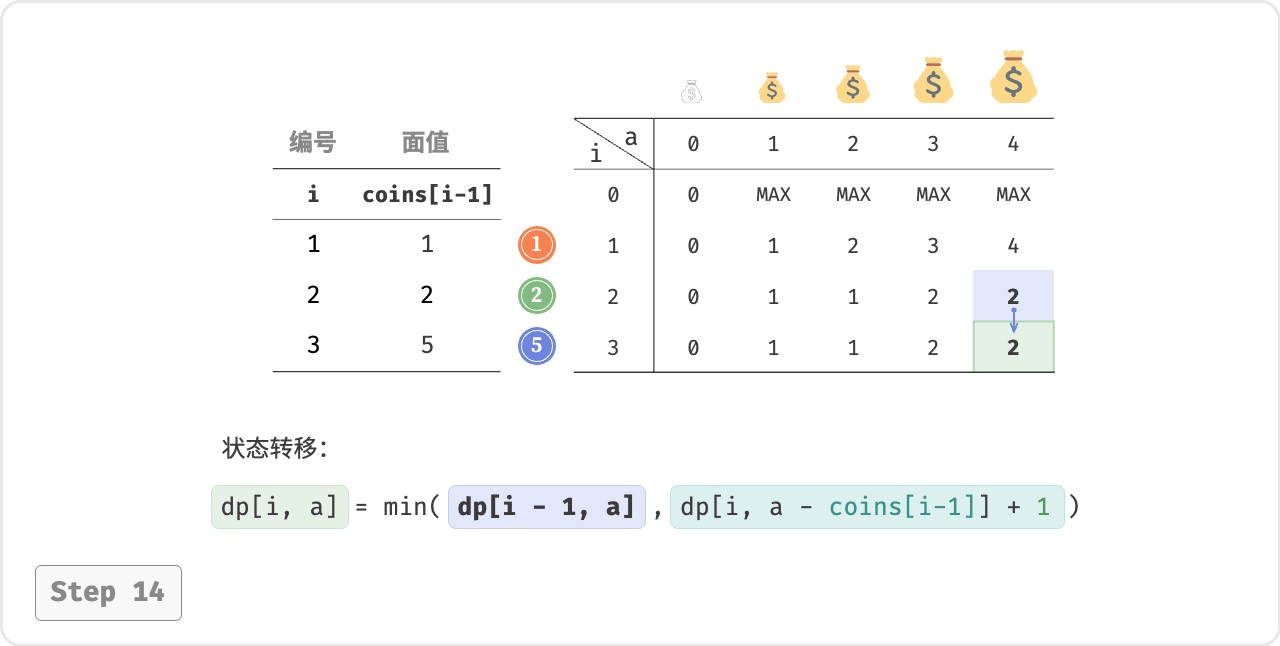 编号 面值
i coins[i-1]
1 1
2 2
3 5
1
2
5
$ $ $ $ $
i a 0 1 2 3 4
0 0 MAX MAX MAX MAX
1 0 1 2 3 4
2 0 1 1 2 2
3 0 1 1 2 2
状态转移：
dp[i, a] = min( dp[i - 1, a] , dp[i, a - coins[i-1]] + 1 )
Step 14